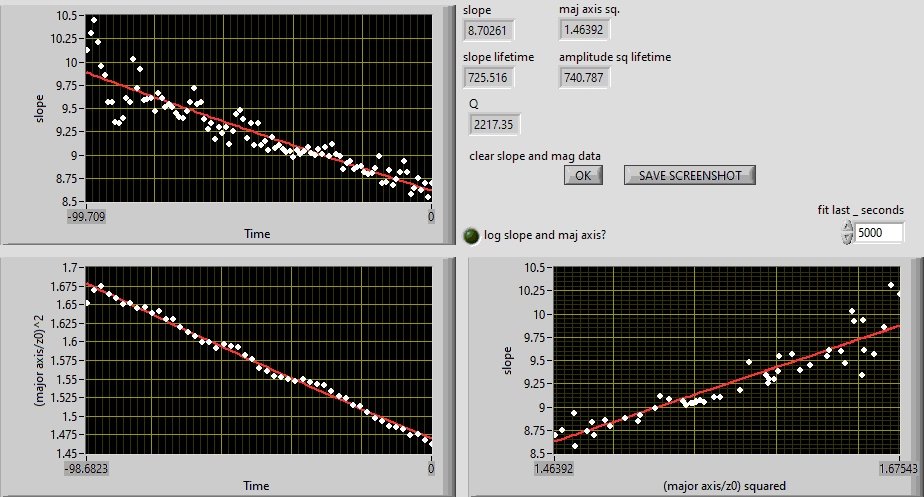 slope
8.70261
maj axis sq.
1.46392
slope lifetime
725.516
amplitude sq lifetime
740.787
Q
2217.35
clear slope and mag data
OK
SAVE SCREENSHOT
fit last _ seconds
5000
log slope and maj axis?
10.5
10.25
10
9.75
9.5
9.25
9
8.75
8.5
slope
-99.709
0
Time
1.7
1.675
1.65
1.625
1.6
1.575
1.55
1.525
1.5
1.475
1.45
(major axis/z0)^2
-98.6823
0
Time
10.5
10.25
10
9.75
9.5
9.25
9
8.75
8.5
slope
1.46392
1.67543
(major axis/z0) squared